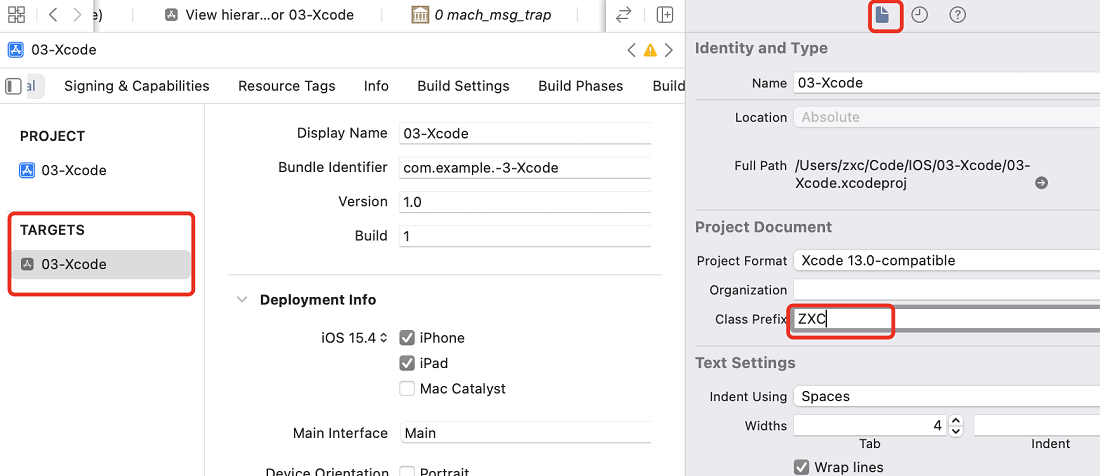 e)
View hierar...or 03-Xcode
0 mach_msg_trap
03-Xcode
al
Signing & Capabilities
Resource Tags
Info
Build Settings
Build Phases
Build
PROJECT
03-Xcode
TARGETS
03-Xcode
Display Name 03-Xcode
Bundle Identifier com.example.-3-Xcode
Version 1.0
Build 1
Deployment Info
iOS 15.4
iPhone
iPad
Mac Catalyst
Main Interface Main
Device Orientation Portrait
Identity and Type
Name 03-Xcode
Location Absolute
Full Path /Users/zxc/Code/IOS/03-Xcode/03-
Xcode.xcodeproj
Project Document
Project Format Xcode 13.0-compatible
Organization
Class Prefix ZXC
Text Settings
Indent Using Spaces
Widths 4
Tab Indent
Wrap lines